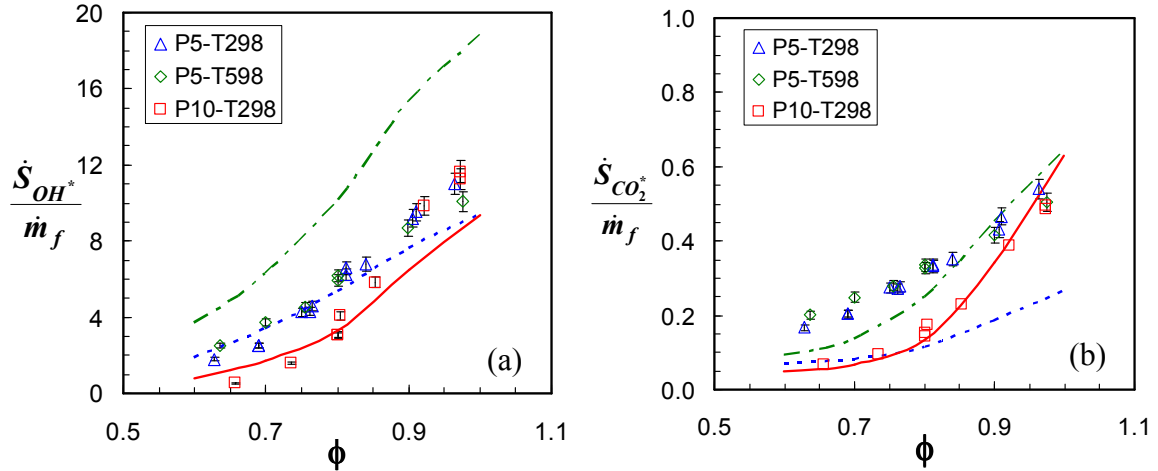 20
16
12
8
4
0
P5-T298
P5-T598
P10-T298
Ṡ_OH*
ṁ_f
(a)
0.5 0.7 0.9 1.1
ϕ
1.0
0.8
0.6
0.4
0.2
0.0
P5-T298
P5-T598
P10-T298
Ṡ_CO₂*
ṁ_f
(b)
0.5 0.7 0.9 1.1
ϕ